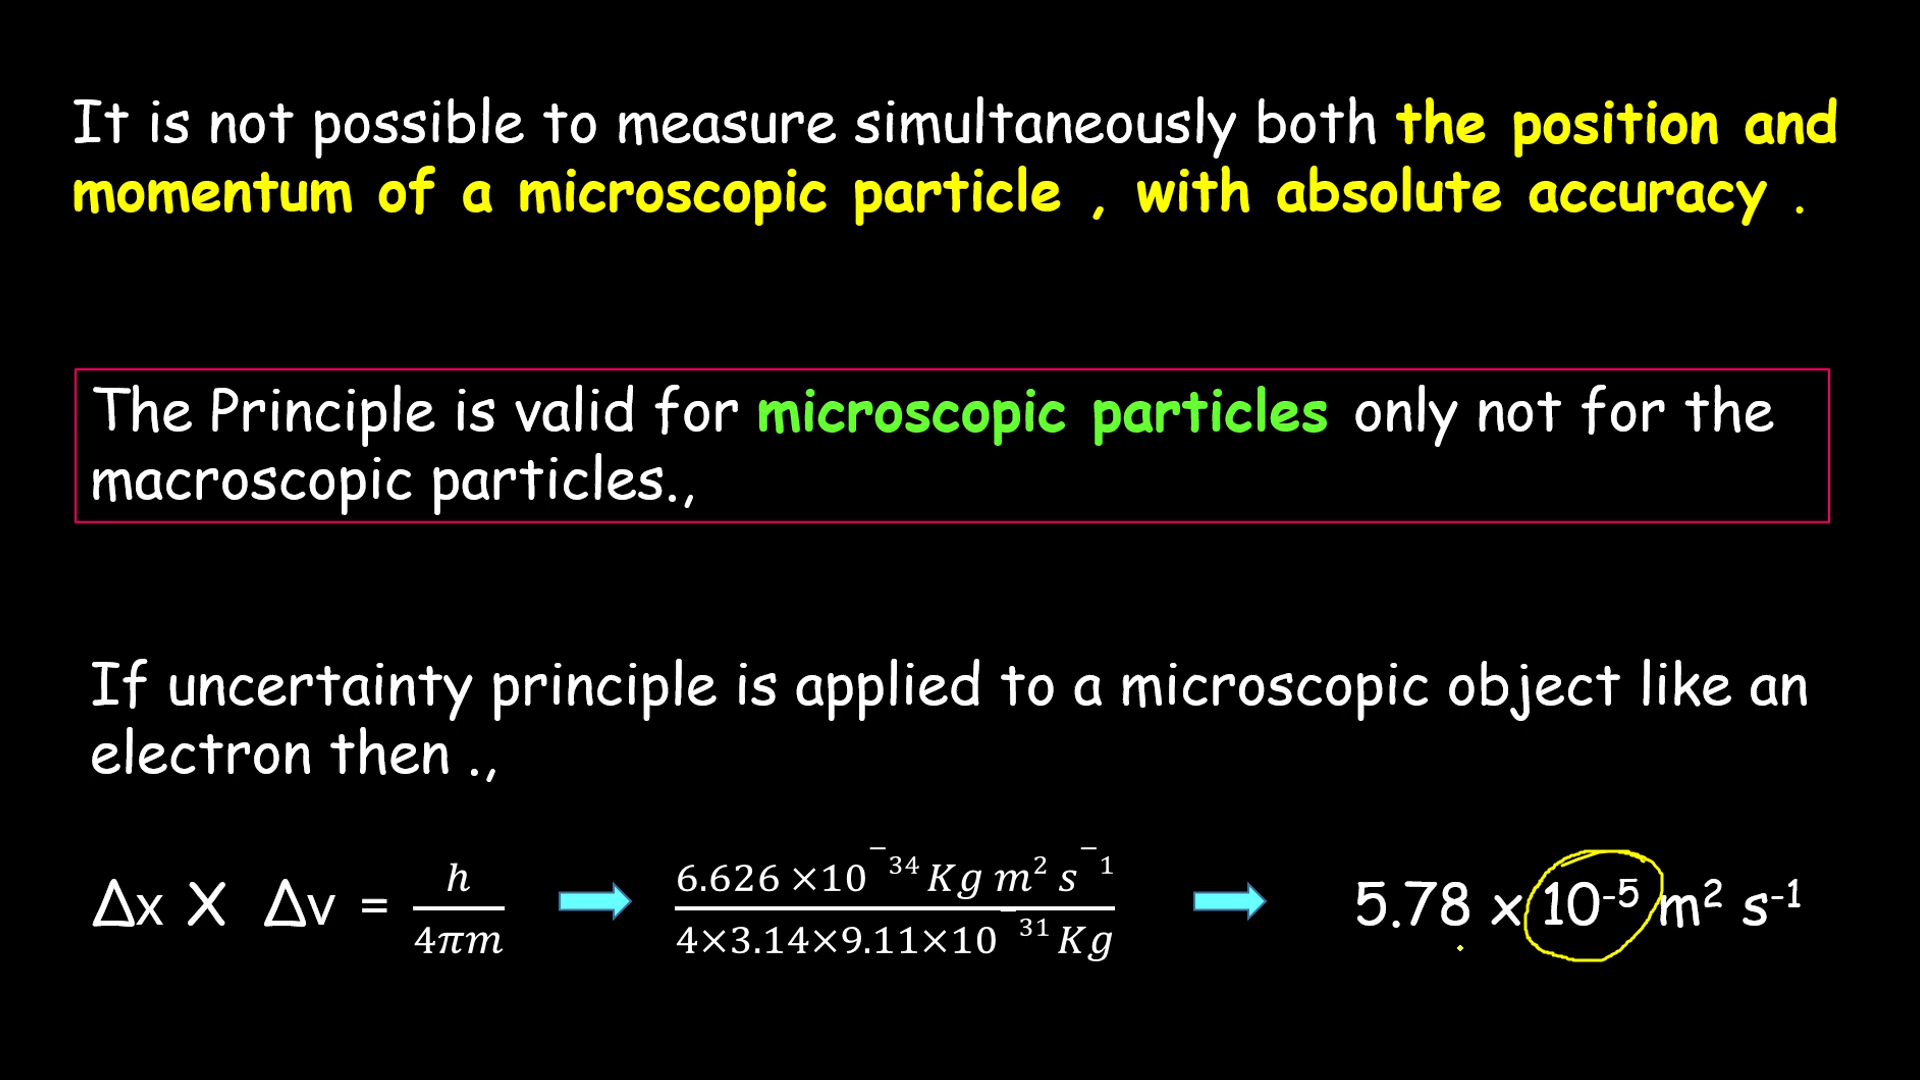 It is not possible to measure simultaneously both the position and
momentum of a microscopic particle , with absolute accuracy .
The Principle is valid for microscopic particles only not for the
macroscopic particles.,
If uncertainty principle is applied to a microscopic object like an
electron then .,
Δx X Δv = h/4πm ➡ 6.626 ×10⁻³⁴ Kg m² s⁻¹/4×3.14×9.11×10⁻³¹ Kg ➡ 5.78 x 10⁻⁵ m² s⁻¹